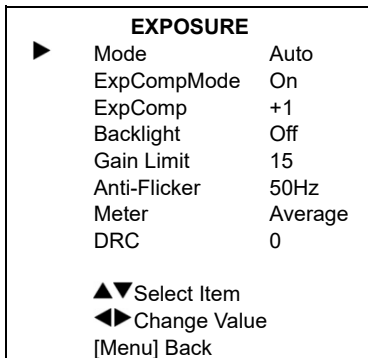 EXPOSURE
▶ Mode Auto
ExpCompMode On
ExpComp +1
Backlight Off
Gain Limit 15
Anti-Flicker 50Hz
Meter Average
DRC 0
▲▼Select Item
◀▶Change Value
[Menu] Back